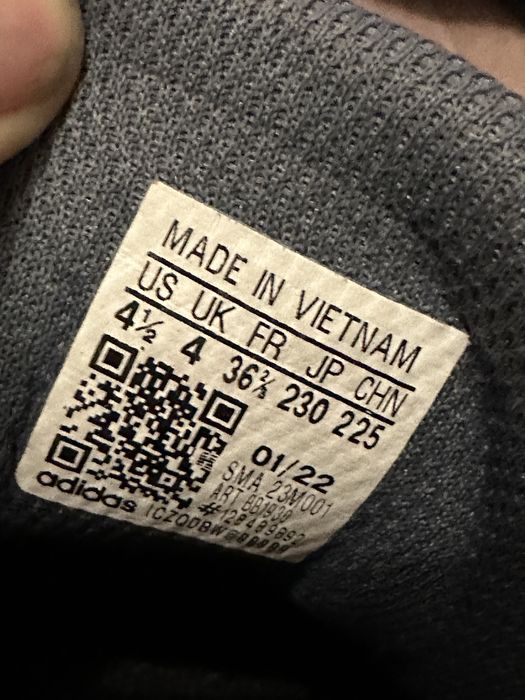 MADE IN VIETNAM
US UK FR JP CHN
4½ 4 36⅔ 230 225
01/22
SMA 23M001
ART
adidas